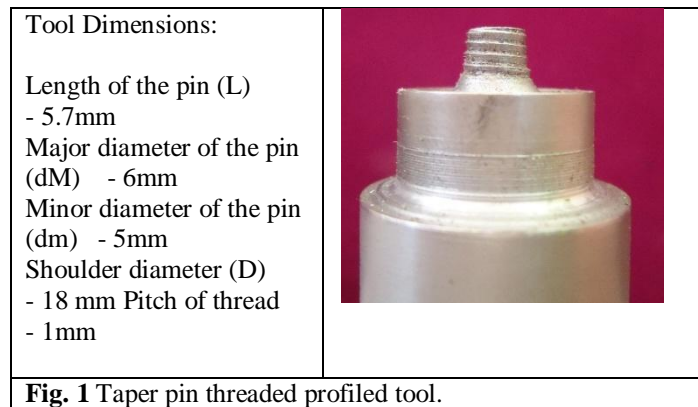 Tool Dimensions:
Length of the pin (L)
- 5.7mm
Major diameter of the pin
(dM) - 6mm
Minor diameter of the pin
(dm) - 5mm
Shoulder diameter (D)
- 18 mm Pitch of thread
- 1mm
Fig. 1 Taper pin threaded profiled tool.